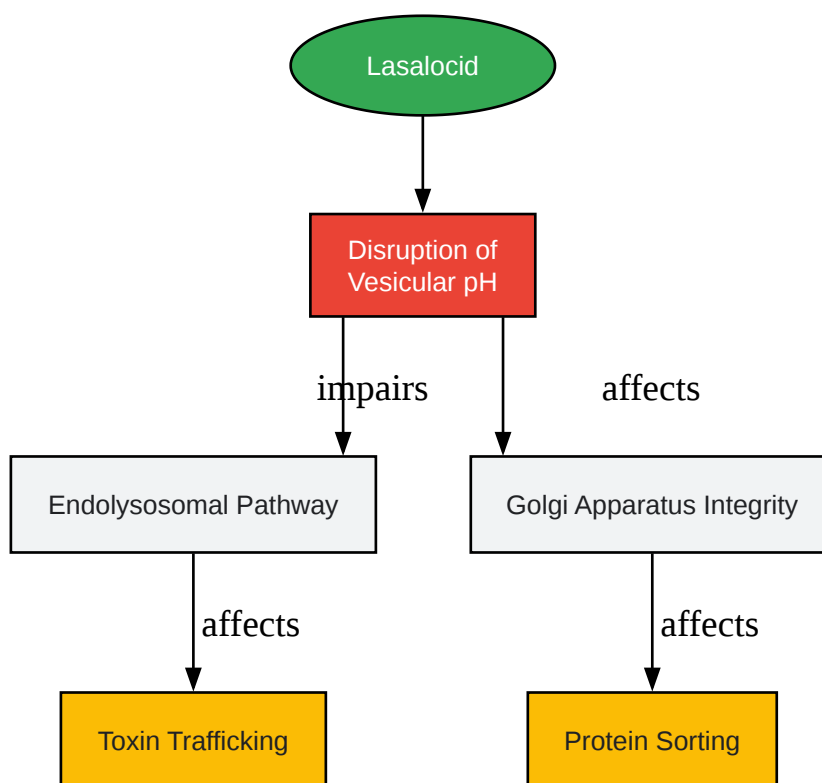 Lasalocid
Disruption of
Vesicular pH
impairs
affects
Endolysosomal Pathway
Golgi Apparatus Integrity
affects
affects
Toxin Trafficking
Protein Sorting